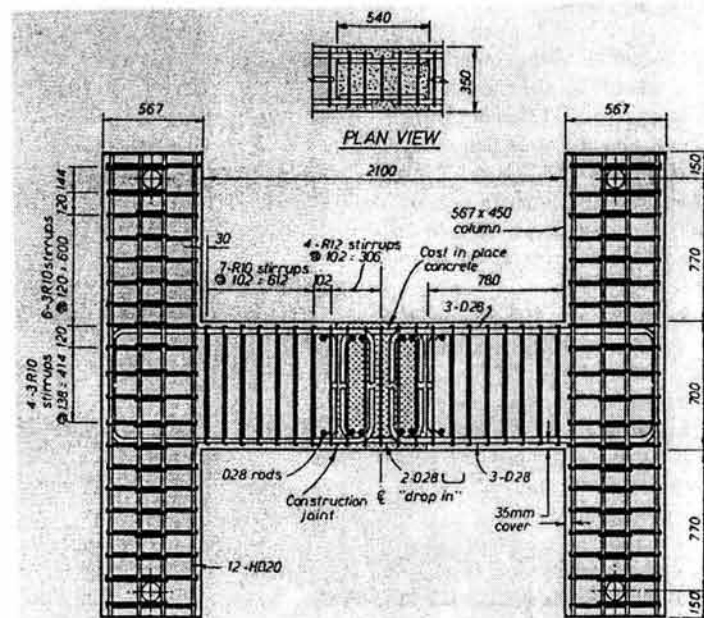 540
350
PLAN VIEW
567
567
2100
144
120
6-3R10 stirrups
@ 120 = 600
120
4-3R10
stirrups
@ 138 = 414
30
4-R12 stirrups
@ 102 = 306
7-R10 stirrups
@ 102 = 612
102
Cast in place
concrete
780
3-D28
567 x 450
column
150
770
700
770
150
D28 rods
Construction
joint
℄
2-D28
"drop in"
3-D28
35mm
cover
12-HD20